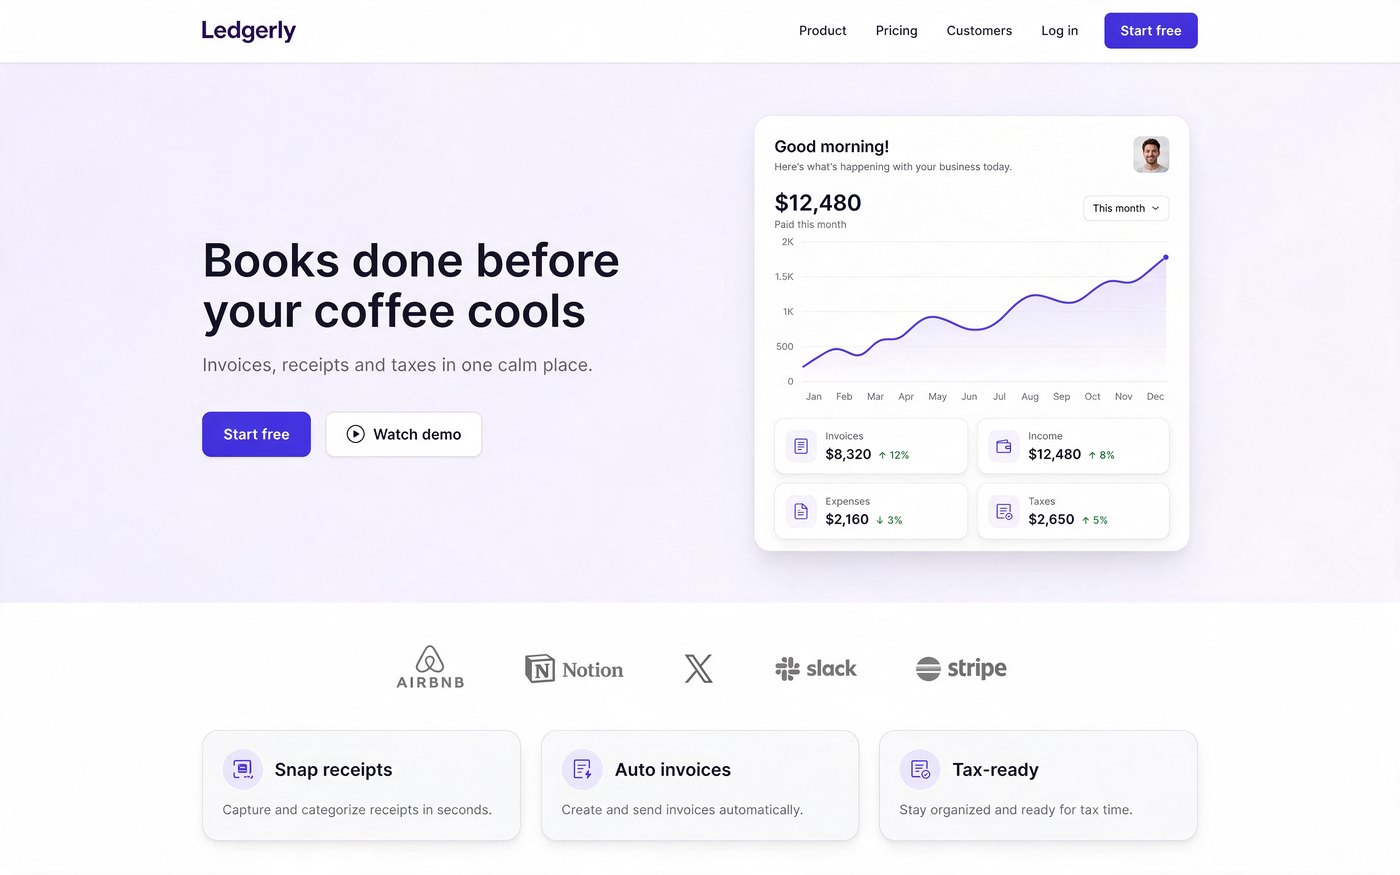 Ledgerly
Product
Pricing
Customers
Log in
Start free
Books done before
your coffee cools
Invoices, receipts and taxes in one calm place.
Start free
Watch demo
Good morning!
Here's what's happening with your business today.
$12,480
Paid this month
This month
2K
1.5K
1K
500
0
Jan Feb Mar Apr May Jun Jul Aug Sep Oct Nov Dec
Invoices
$8,320 ↑ 12%
Income
$12,480 ↑ 8%
Expenses
$2,160 ↓ 3%
Taxes
$2,650 ↑ 5%
AIRBNB
N Notion
X
slack
stripe
Snap receipts
Capture and categorize receipts in seconds.
Auto invoices
Create and send invoices automatically.
Tax-ready
Stay organized and ready for tax time.